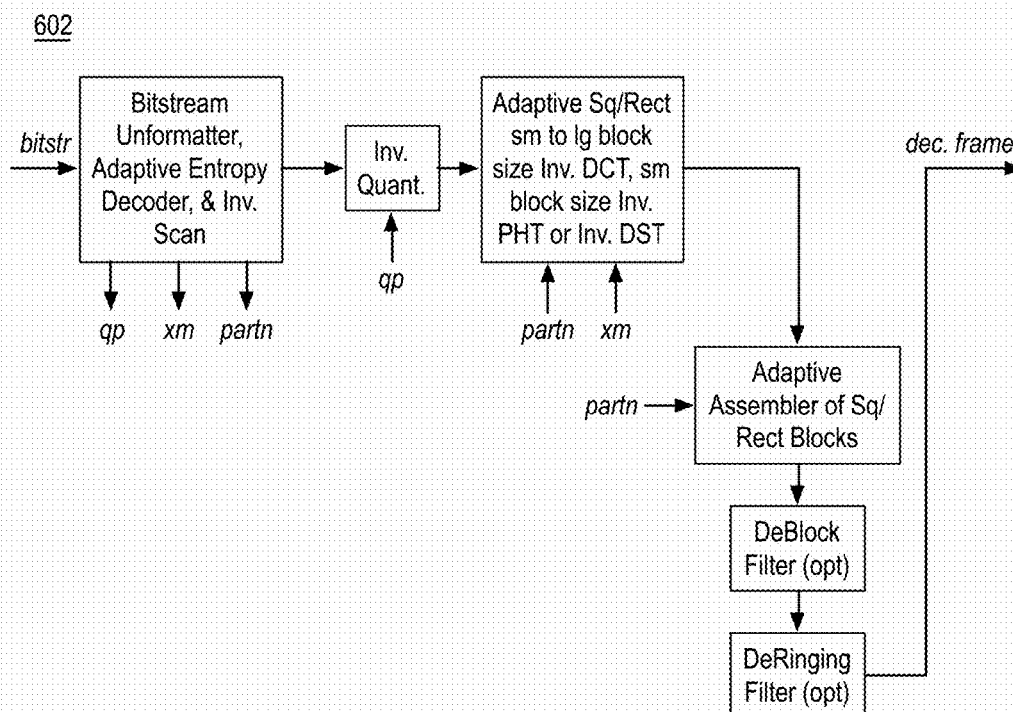 602
bitstr
Bitstream
Unformatter,
Adaptive Entropy
Decoder, & Inv.
Scan
qp
xm
partn
Inv.
Quant.
qp
Adaptive Sq/Rect
sm to lg block
size Inv. DCT, sm
block size Inv.
PHT or Inv. DST
partn
xm
dec. frame
partn
Adaptive
Assembler of Sq/
Rect Blocks
DeBlock
Filter (opt)
DeRinging
Filter (opt)